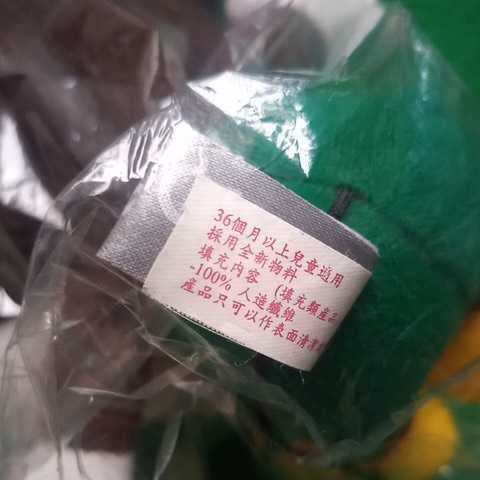 36個月以上兒童適用
採用全新物料
填充內容 (填充類產品
-100% 人造纖維
產品只可以作表面清潔